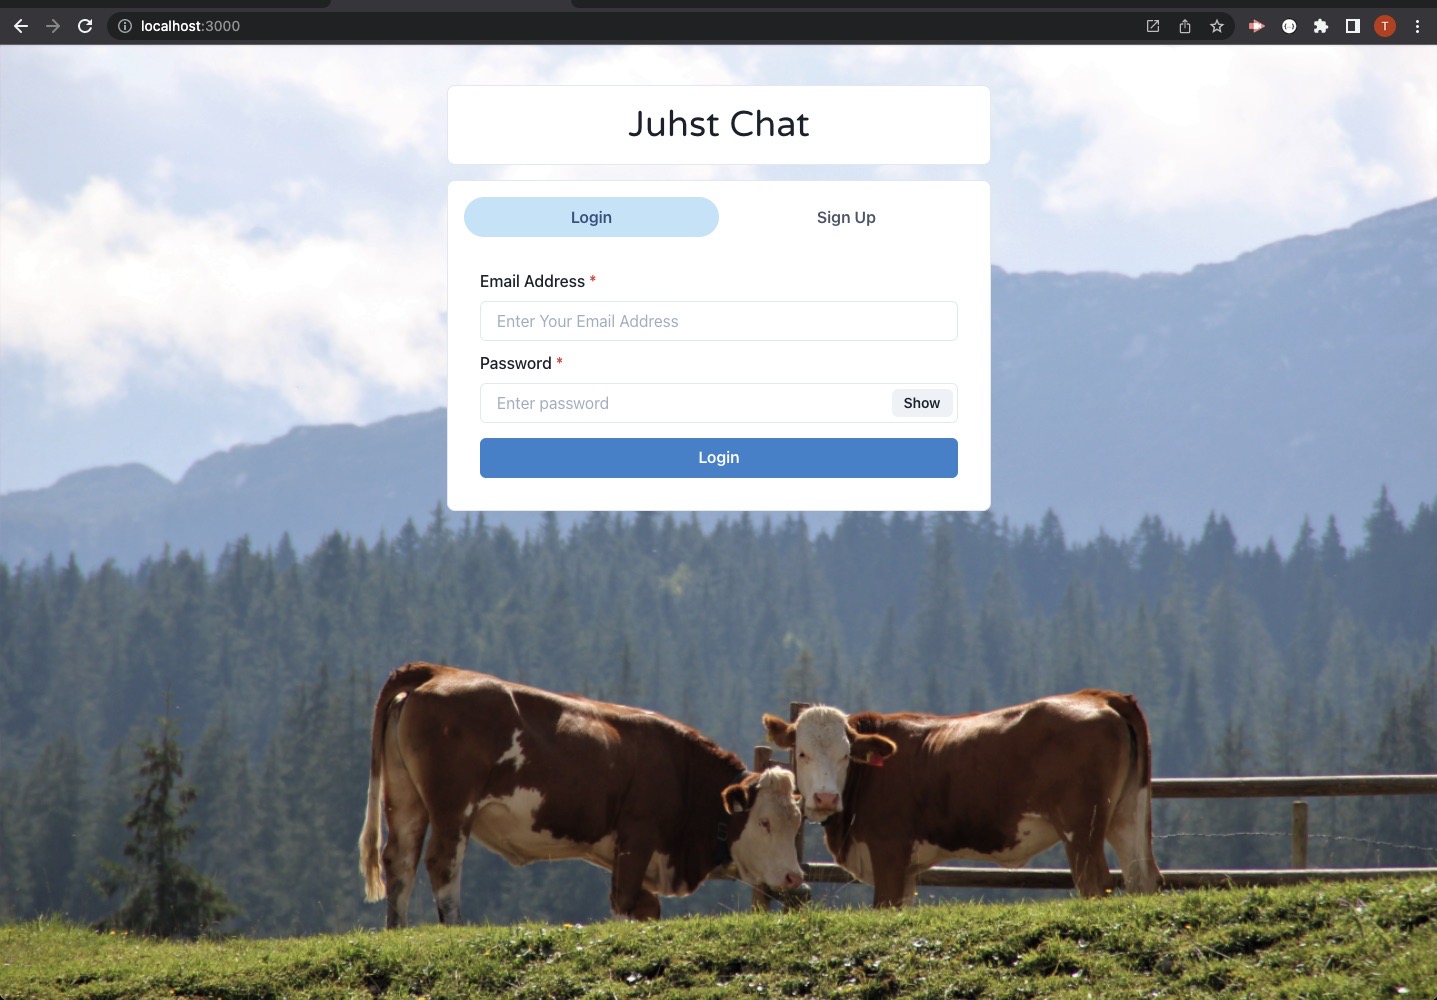 localhost:3000
T
Juhst Chat
Login
Sign Up
Email Address *
Enter Your Email Address
Password *
Enter password
Show
Login